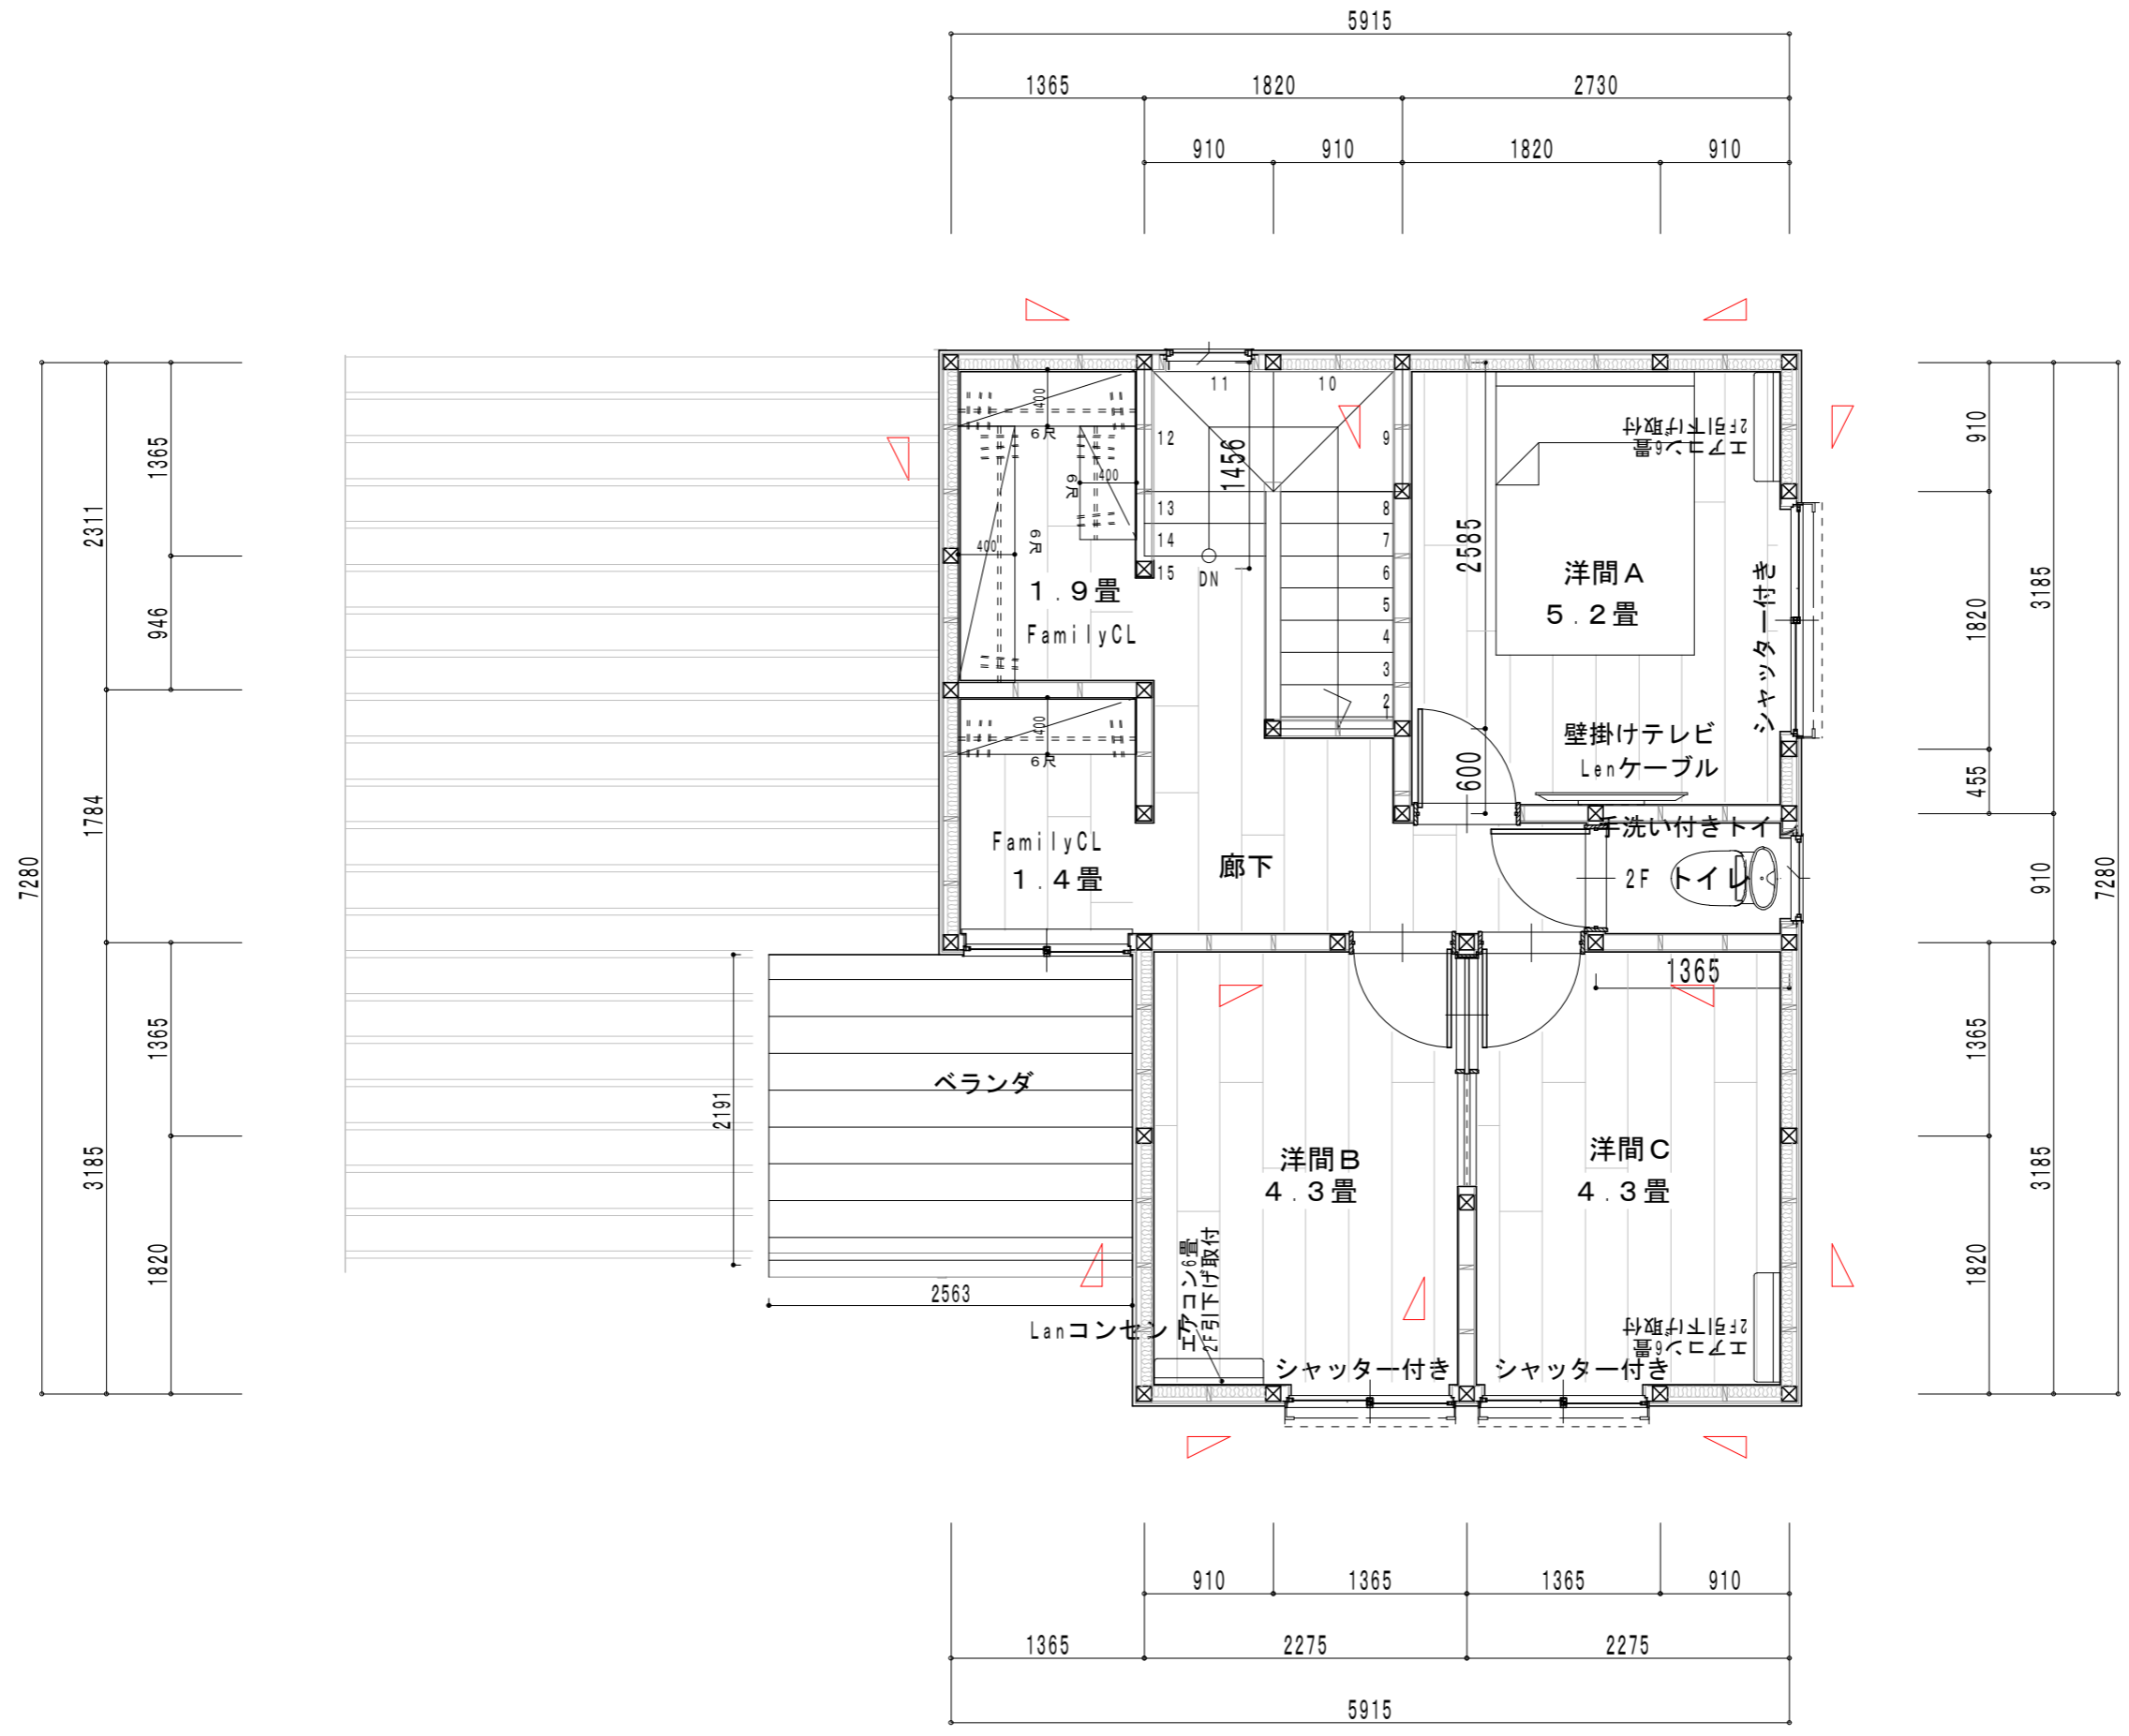 5915
1365
1820
2730
910
910
1820
910
11
10
400
6尺
12
9
1456
6尺
400
エアコン6畳
2F引下げ取付
910
1365
2311
13
8
14
7
15
6
DN
5
4
3
2
1
400
6尺
2585
洋間A
5.2畳
シャッター付き
1.9畳
FamilyCL
946
1820
3185
400
6尺
600
壁掛けテレビ
Lenケーブル
455
1784
7280
FamilyCL
1.4畳
廊下
手洗い付きトイ
2F トイレ
910
7280
1365
2191
ベランダ
1365
1365
3185
洋間B
4.3畳
洋間C
4.3畳
3185
1820
1820
2563
Lanコンセント
エアコン6畳
2F引下げ取付
エアコン6畳
2F引下げ取付
シャッター付き
シャッター付き
910
1365
1365
910
1365
2275
2275
5915